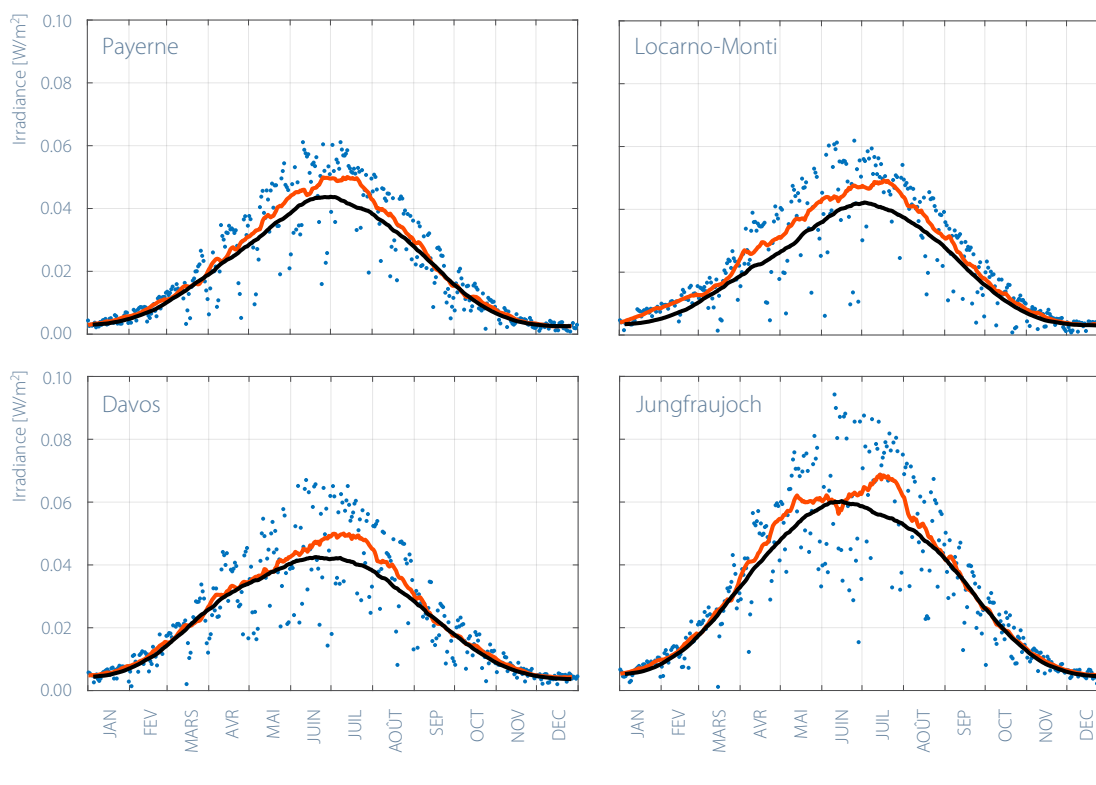 Irradiance [W/m²]
0.10
0.08
0.06
0.04
0.02
0.00
Payerne
Locarno-Monti
Irradiance [W/m²]
0.10
0.08
0.06
0.04
0.02
0.00
Davos
Jungfraujoch
JAN
FEV
MARS
AVR
MAI
JUIN
JUIL
AOÛT
SEP
OCT
NOV
DEC
JAN
FEV
MARS
AVR
MAI
JUIN
JUIL
AOÛT
SEP
OCT
NOV
DEC